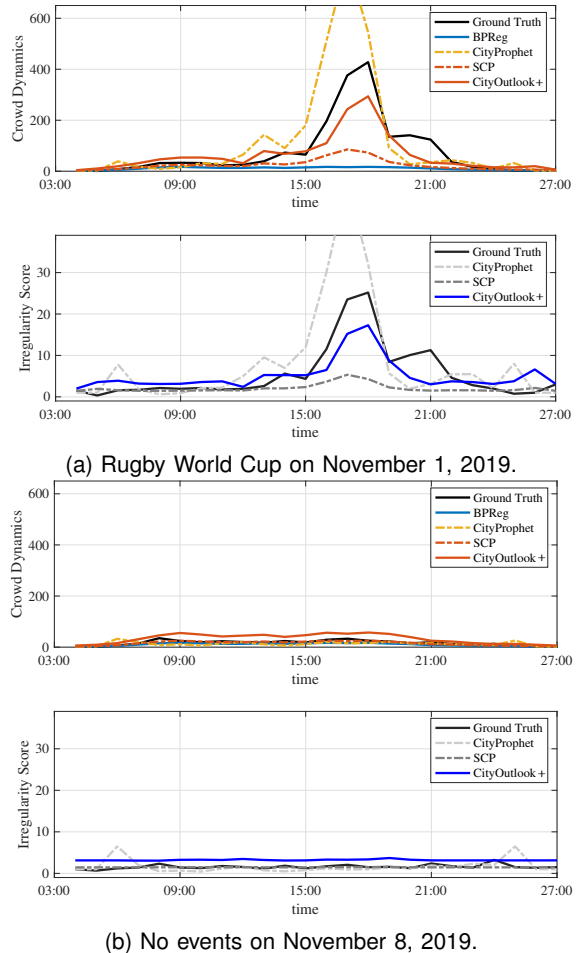 600
400
200
0
Crowd Dynamics
Ground Truth
BPReg
CityProphet
SCP
CityOutlook+
03:00 09:00 15:00 21:00 27:00
time
30
20
10
0
Irregularity Score
Ground Truth
CityProphet
SCP
CityOutlook+
03:00 09:00 15:00 21:00 27:00
time
(a) Rugby World Cup on November 1, 2019.
600
400
200
0
Crowd Dynamics
Ground Truth
BPReg
CityProphet
SCP
CityOutlook+
03:00 09:00 15:00 21:00 27:00
time
30
20
10
0
Irregularity Score
Ground Truth
CityProphet
SCP
CityOutlook+
03:00 09:00 15:00 21:00 27:00
time
(b) No events on November 8, 2019.